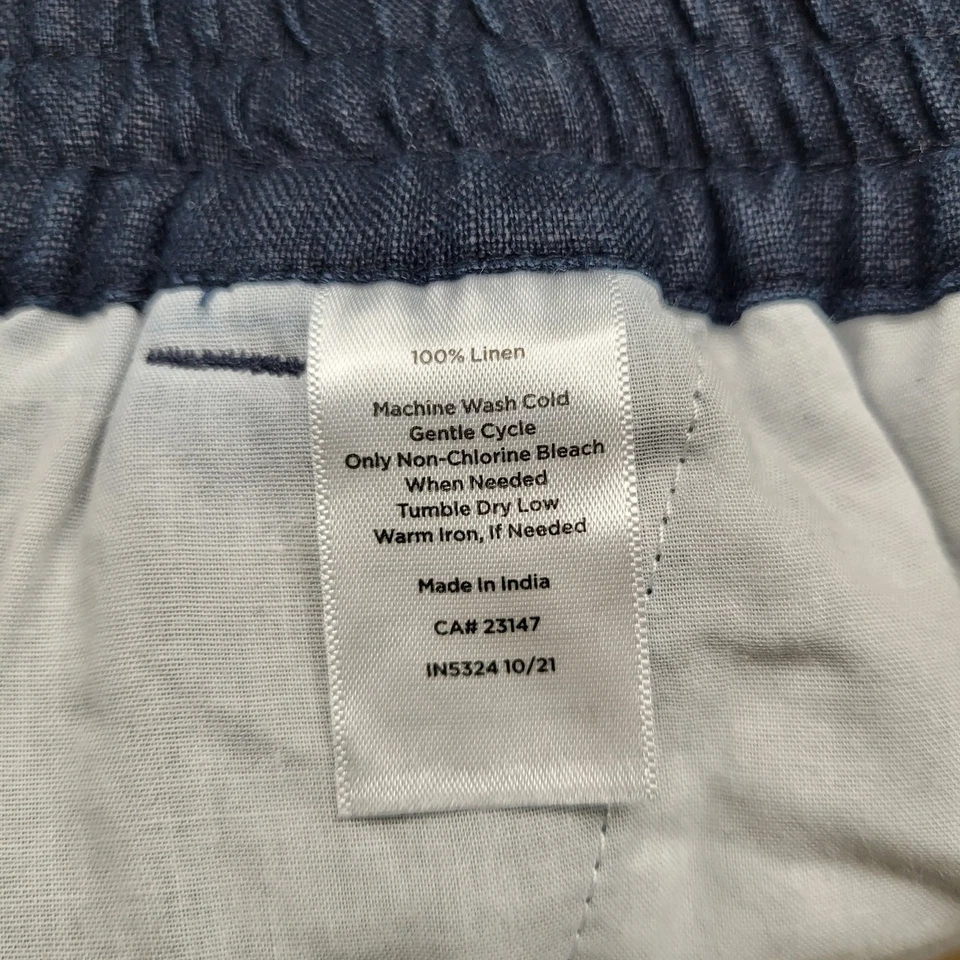 100% Linen
Machine Wash Cold
Gentle Cycle
Only Non-Chlorine Bleach
When Needed
Tumble Dry Low
Warm Iron, If Needed
Made In India
CA# 23147
IN5324 10/21